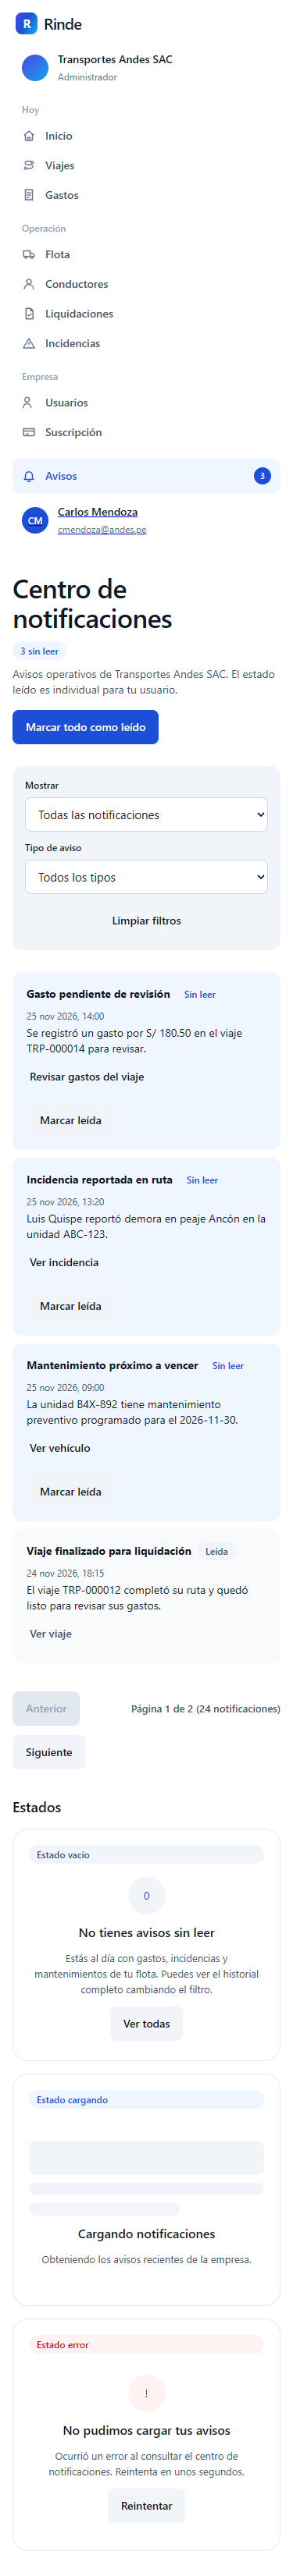 R Rinde
Transportes Andes SAC
Administrador
Hoy
Inicio
Viajes
Gastos
Operación
Flota
Conductores
Liquidaciones
Incidencias
Empresa
Usuarios
Suscripción
Avisos 3
CM Carlos Mendoza
cmendoza@andes.pe
Centro de
notificaciones
3 sin leer
Avisos operativos de Transportes Andes SAC. El estado
leído es individual para tu usuario.
Marcar todo como leído
Mostrar
Todas las notificaciones
Tipo de aviso
Todos los tipos
Limpiar filtros
Gasto pendiente de revisión Sin leer
25 nov 2026, 14:00
Se registró un gasto por S/ 180.50 en el viaje
TRP-000014 para revisar.
Revisar gastos del viaje
Marcar leída
Incidencia reportada en ruta Sin leer
25 nov 2026, 13:20
Luis Quispe reportó demora en peaje Ancón en la
unidad ABC-123.
Ver incidencia
Marcar leída
Mantenimiento próximo a vencer Sin leer
25 nov 2026, 09:00
La unidad B4X-892 tiene mantenimiento
preventivo programado para el 2026-11-30.
Ver vehículo
Marcar leída
Viaje finalizado para liquidación Leída
24 nov 2026, 18:15
El viaje TRP-000012 completó su ruta y quedó
listo para revisar sus gastos.
Ver viaje
Anterior Página 1 de 2 (24 notificaciones)
Siguiente
Estados
Estado vacío
0
No tienes avisos sin leer
Estás al día con gastos, incidencias y
mantenimientos de tu flota. Puedes ver el historial
completo cambiando el filtro.
Ver todas
Estado cargando
Cargando notificaciones
Obteniendo los avisos recientes de la empresa.
Estado error
!
No pudimos cargar tus avisos
Ocurrió un error al consultar el centro de
notificaciones. Reintenta en unos segundos.
Reintentar